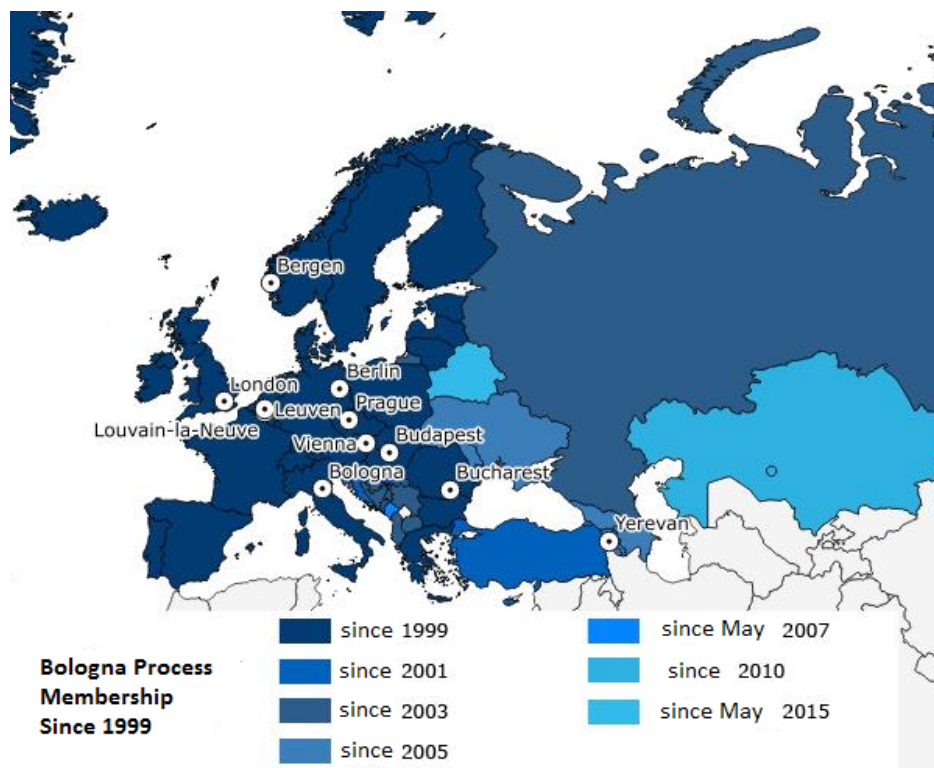 Bergen
London
Berlin
Leuven
Prague
Louvain-la-Neuve
Vienna
Budapest
Bologna
Bucharest
Yerevan
Bologna Process
Membership
Since 1999
since 1999
since 2001
since 2003
since 2005
since May 2007
since 2010
since May 2015